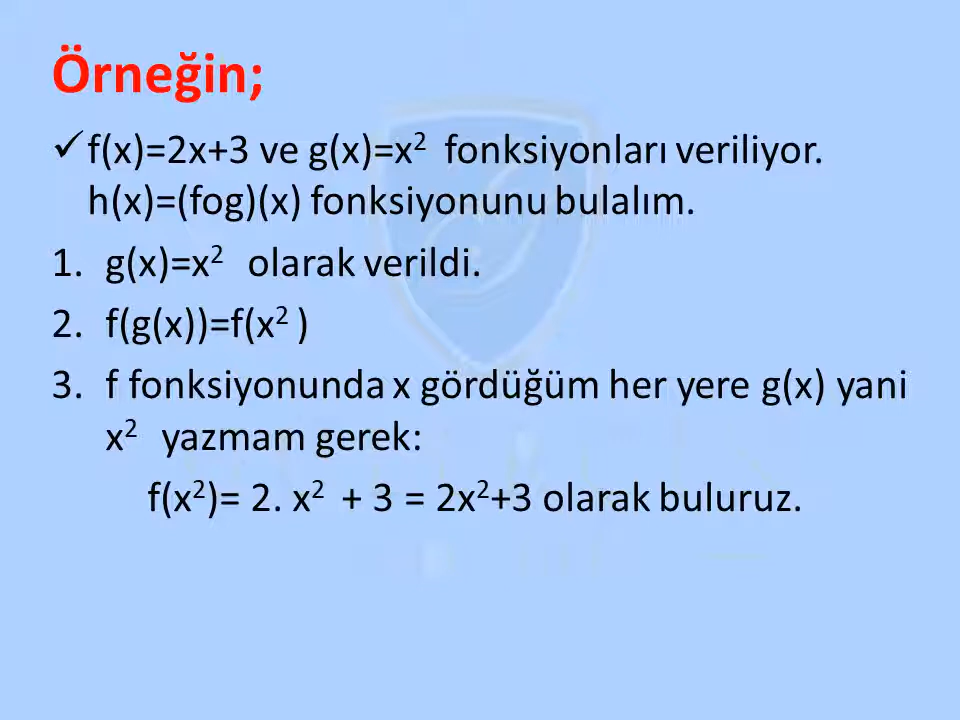 Örneğin;
✓ f(x)=2x+3 ve g(x)=x² fonksiyonları veriliyor.
h(x)=(fog)(x) fonksiyonunu bulalım.
1. g(x)=x² olarak verildi.
2. f(g(x))=f(x² )
3. f fonksiyonunda x gördüğüm her yere g(x) yani
x² yazmam gerek:
f(x²)= 2. x² + 3 = 2x²+3 olarak buluruz.